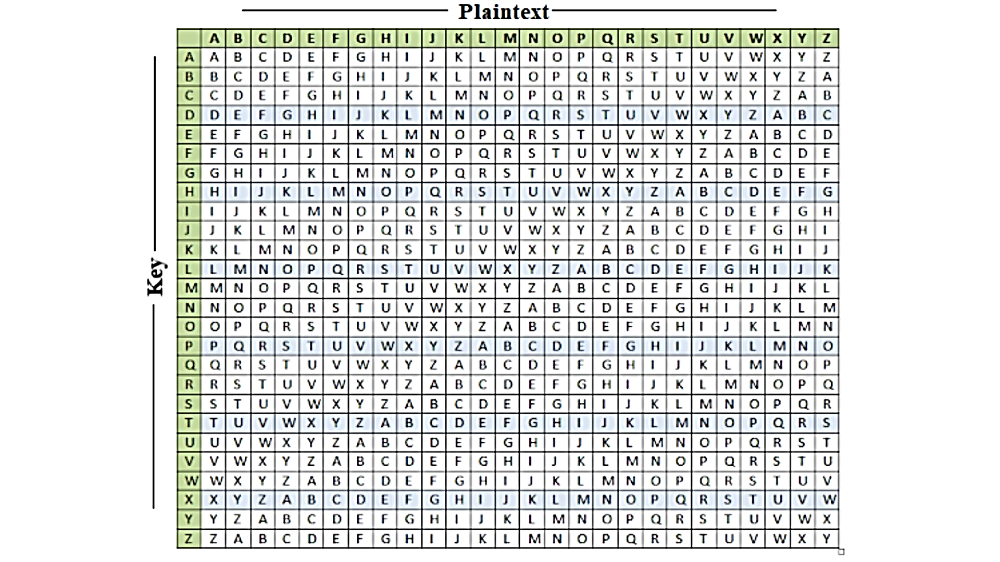 Plaintext
Key
A B C D E F G H I J K L M N O P Q R S T U V W X Y Z
A A B C D E F G H I J K L M N O P Q R S T U V W X Y Z
B B C D E F G H I J K L M N O P Q R S T U V W X Y Z A
C C D E F G H I J K L M N O P Q R S T U V W X Y Z A B
D D E F G H I J K L M N O P Q R S T U V W X Y Z A B C
E E F G H I J K L M N O P Q R S T U V W X Y Z A B C D
F F G H I J K L M N O P Q R S T U V W X Y Z A B C D E
G G H I J K L M N O P Q R S T U V W X Y Z A B C D E F
H H I J K L M N O P Q R S T U V W X Y Z A B C D E F G
I I J K L M N O P Q R S T U V W X Y Z A B C D E F G H
J J K L M N O P Q R S T U V W X Y Z A B C D E F G H I
K K L M N O P Q R S T U V W X Y Z A B C D E F G H I J
L L M N O P Q R S T U V W X Y Z A B C D E F G H I J K
M M N O P Q R S T U V W X Y Z A B C D E F G H I J K L
N N O P Q R S T U V W X Y Z A B C D E F G H I J K L M
O O P Q R S T U V W X Y Z A B C D E F G H I J K L M N
P P Q R S T U V W X Y Z A B C D E F G H I J K L M N O
Q Q R S T U V W X Y Z A B C D E F G H I J K L M N O P
R R S T U V W X Y Z A B C D E F G H I J K L M N O P Q
S S T U V W X Y Z A B C D E F G H I J K L M N O P Q R
T T U V W X Y Z A B C D E F G H I J K L M N O P Q R S
U U V W X Y Z A B C D E F G H I J K L M N O P Q R S T
V V W X Y Z A B C D E F G H I J K L M N O P Q R S T U
W W X Y Z A B C D E F G H I J K L M N O P Q R S T U V
X X Y Z A B C D E F G H I J K L M N O P Q R S T U V W
Y Y Z A B C D E F G H I J K L M N O P Q R S T U V W X
Z Z A B C D E F G H I J K L M N O P Q R S T U V W X Y